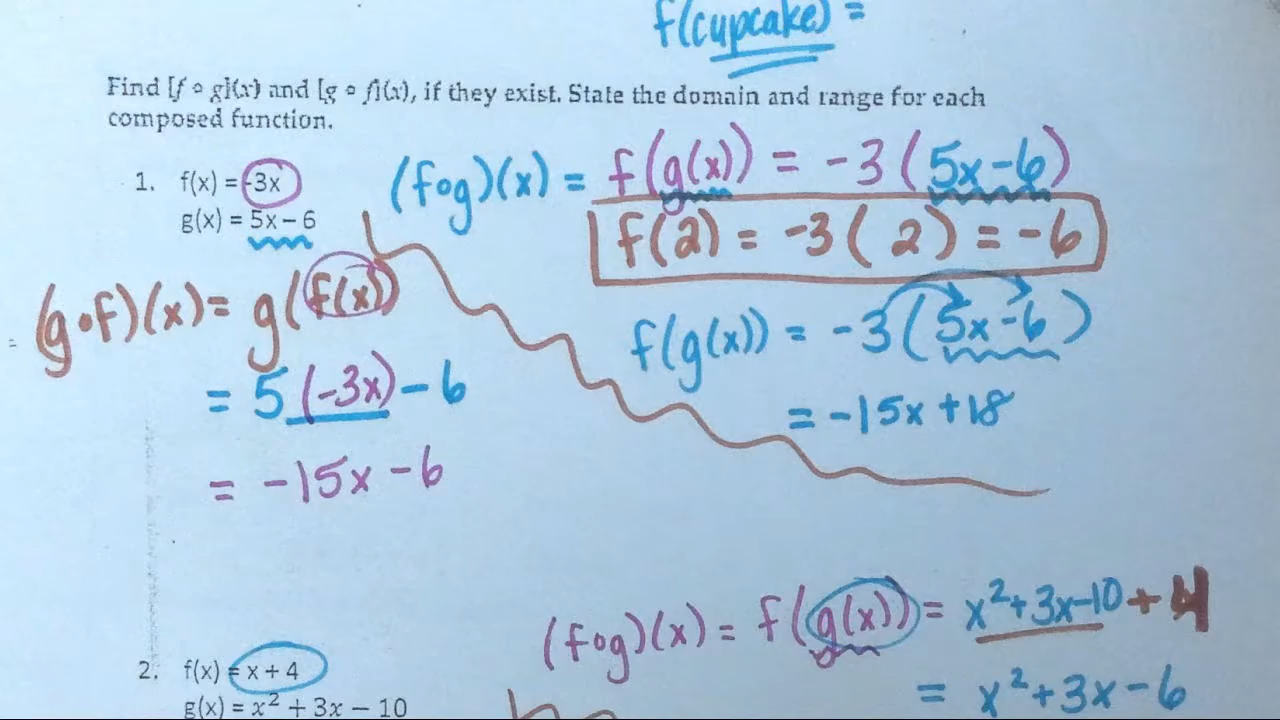 f(cupcake) =
Find [f ∘ g](x) and [g ∘ f](x), if they exist. State the domain and range for each
composed function.
1. f(x) = -3x
g(x) = 5x – 6
(f∘g)(x) = f(g(x)) = -3(5x-6)
f(2) = -3(2) = -6
f(g(x)) = -3(5x-6)
= -15x+18
(g∘f)(x) = g(f(x))
= 5(-3x)-6
= -15x-6
(f∘g)(x) = f(g(x)) = x²+3x-10+4
= x²+3x-6
2. f(x) = x + 4
g(x) = x² + 3x – 10